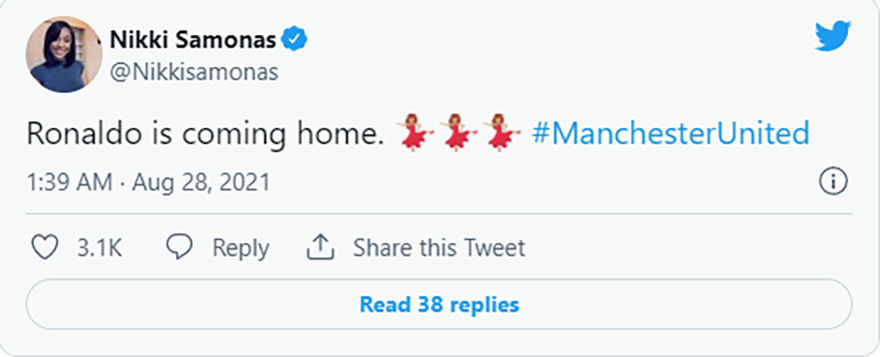 Nikki Samonas
@Nikkisamonas
Ronaldo is coming home. 💃💃💃 #ManchesterUnited
1:39 AM · Aug 28, 2021
3.1K Reply Share this Tweet
Read 38 replies